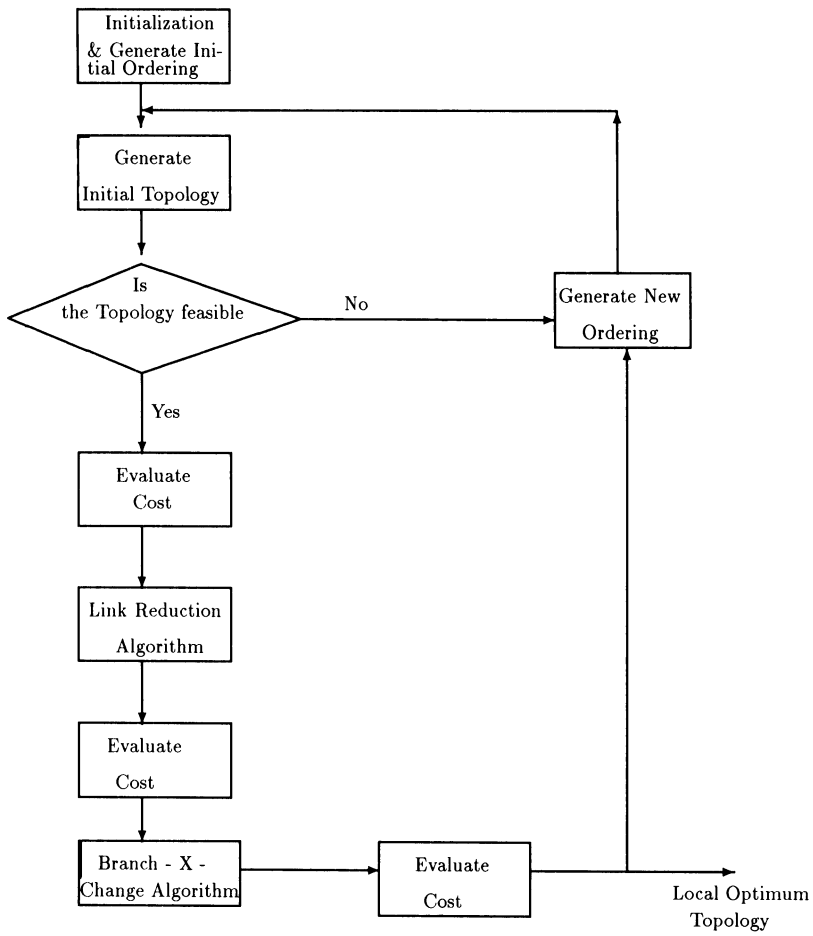 Initialization
& Generate Ini-
tial Ordering
Generate
Initial Topology
Is
the Topology feasible
No
Generate New
Ordering
Yes
Evaluate
Cost
Link Reduction
Algorithm
Evaluate
Cost
Branch - X -
Change Algorithm
Evaluate
Cost
Local Optimum
Topology